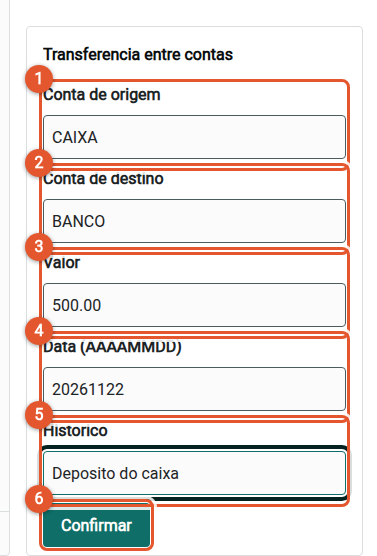 Transferencia entre contas
1
Conta de origem
CAIXA
2
Conta de destino
BANCO
3
Valor
500.00
4
Data (AAAAMMDD)
20261122
5
Historico
Deposito do caixa
6
Confirmar